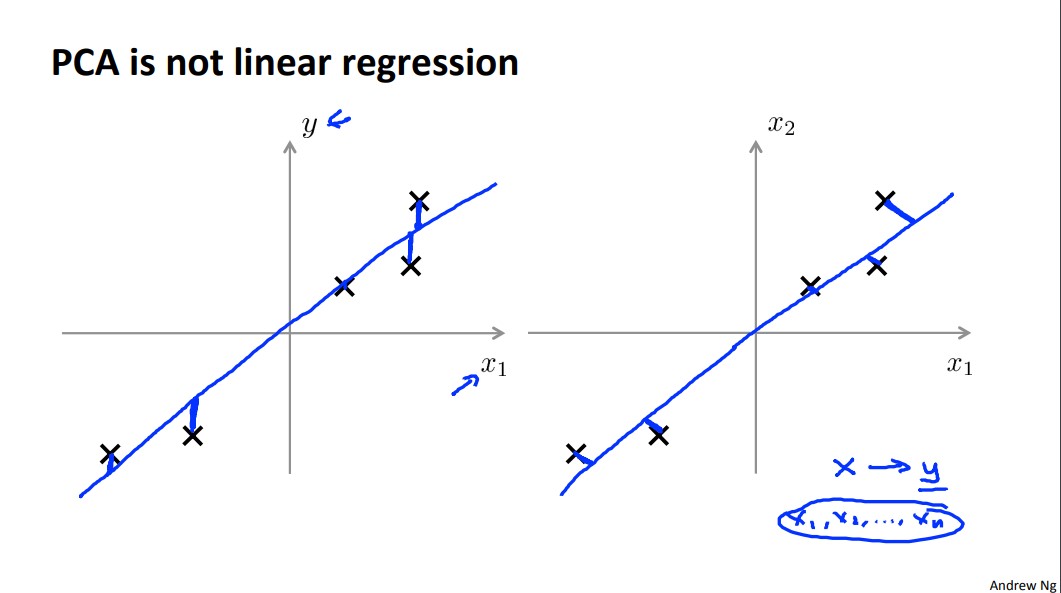 PCA is not linear regression
y
x₂
x₁
x₁
x → y
x₁, x₂, ..., xₙ
Andrew Ng